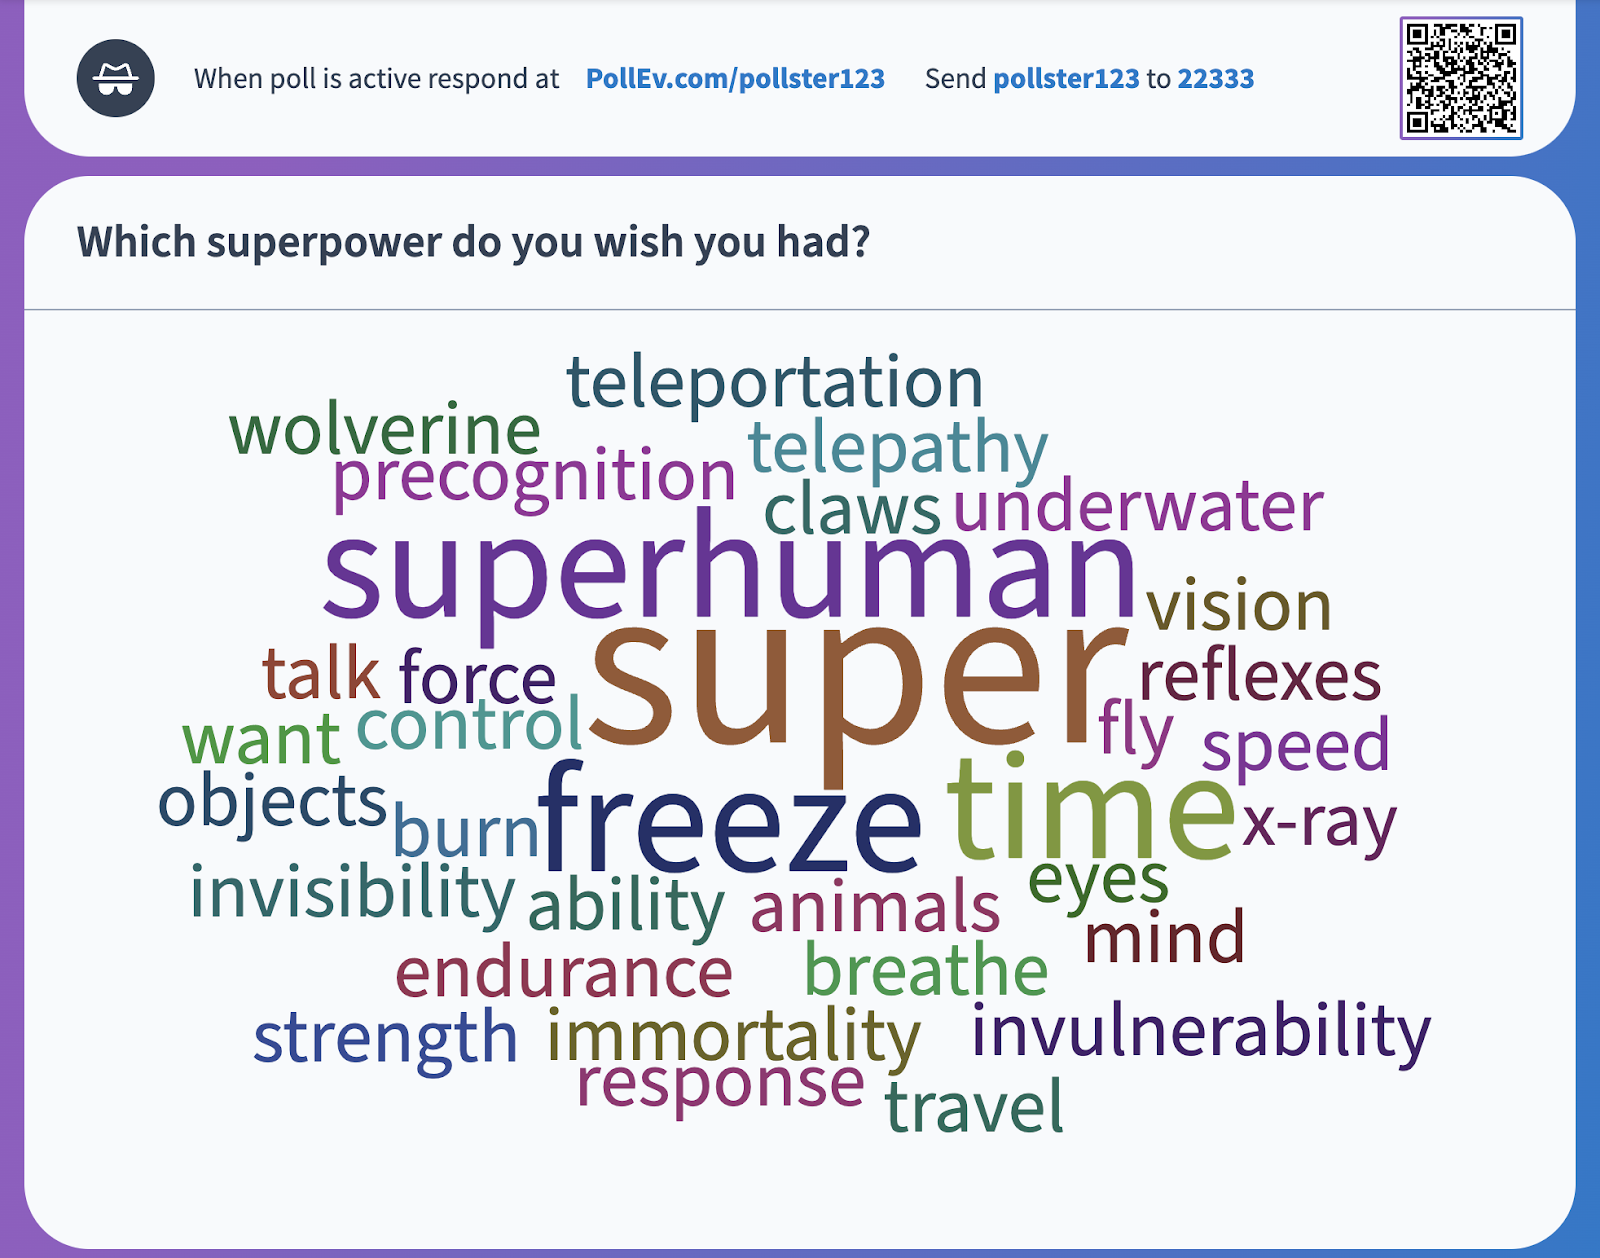 When poll is active respond at PollEv.com/pollster123 Send pollster123 to 22333
Which superpower do you wish you had?
teleportation
wolverine
telepathy
precognition
claws underwater
superhuman
vision
super
talk force reflexes
want control fly speed
objects burn freeze time x-ray
invisibility ability animals eyes
mind
endurance breathe
strength immortality invulnerability
response travel